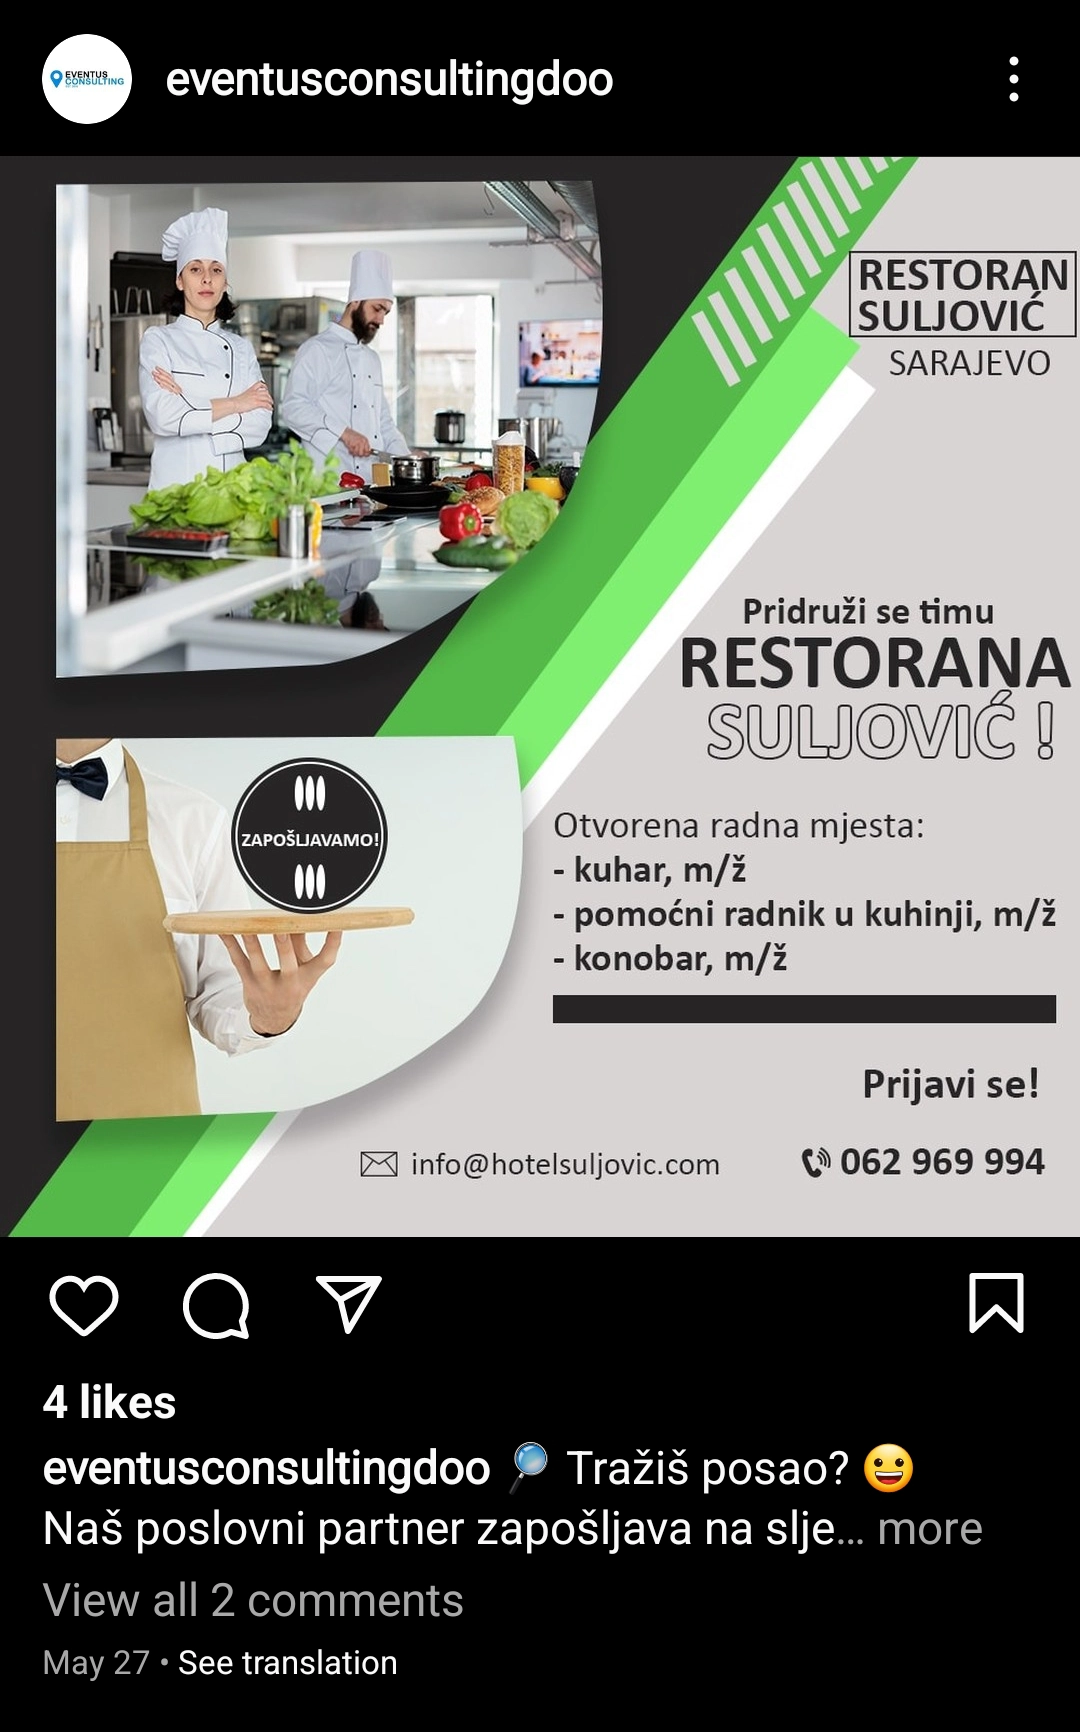 EVENTUS
CONSULTING
eventusconsultingdoo
RESTORAN
SULJOVIĆ
SARAJEVO
Pridruži se timu
RESTORANA
SULJOVIĆ !
ZAPOŠLJAVAMO!
Otvorena radna mjesta:
- kuhar, m/ž
- pomoćni radnik u kuhinji, m/ž
- konobar, m/ž
Prijavi se!
info@hotelsuljovic.com
062 969 994
4 likes
eventusconsultingdoo 🔎 Tražiš posao? 😀
Naš poslovni partner zapošljava na slje... more
View all 2 comments
May 27 • See translation